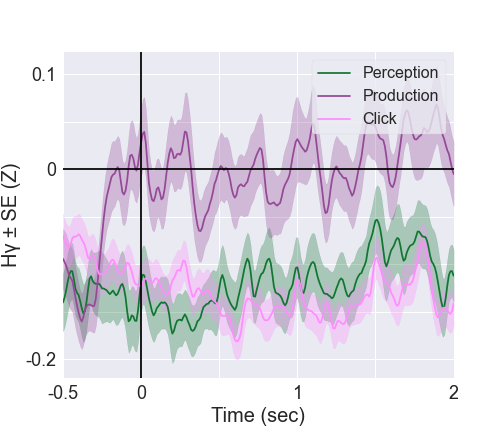 Hγ ± SE (Z)
0.1
0
-0.2
Perception
Production
Click
-0.5
0
1
2
Time (sec)